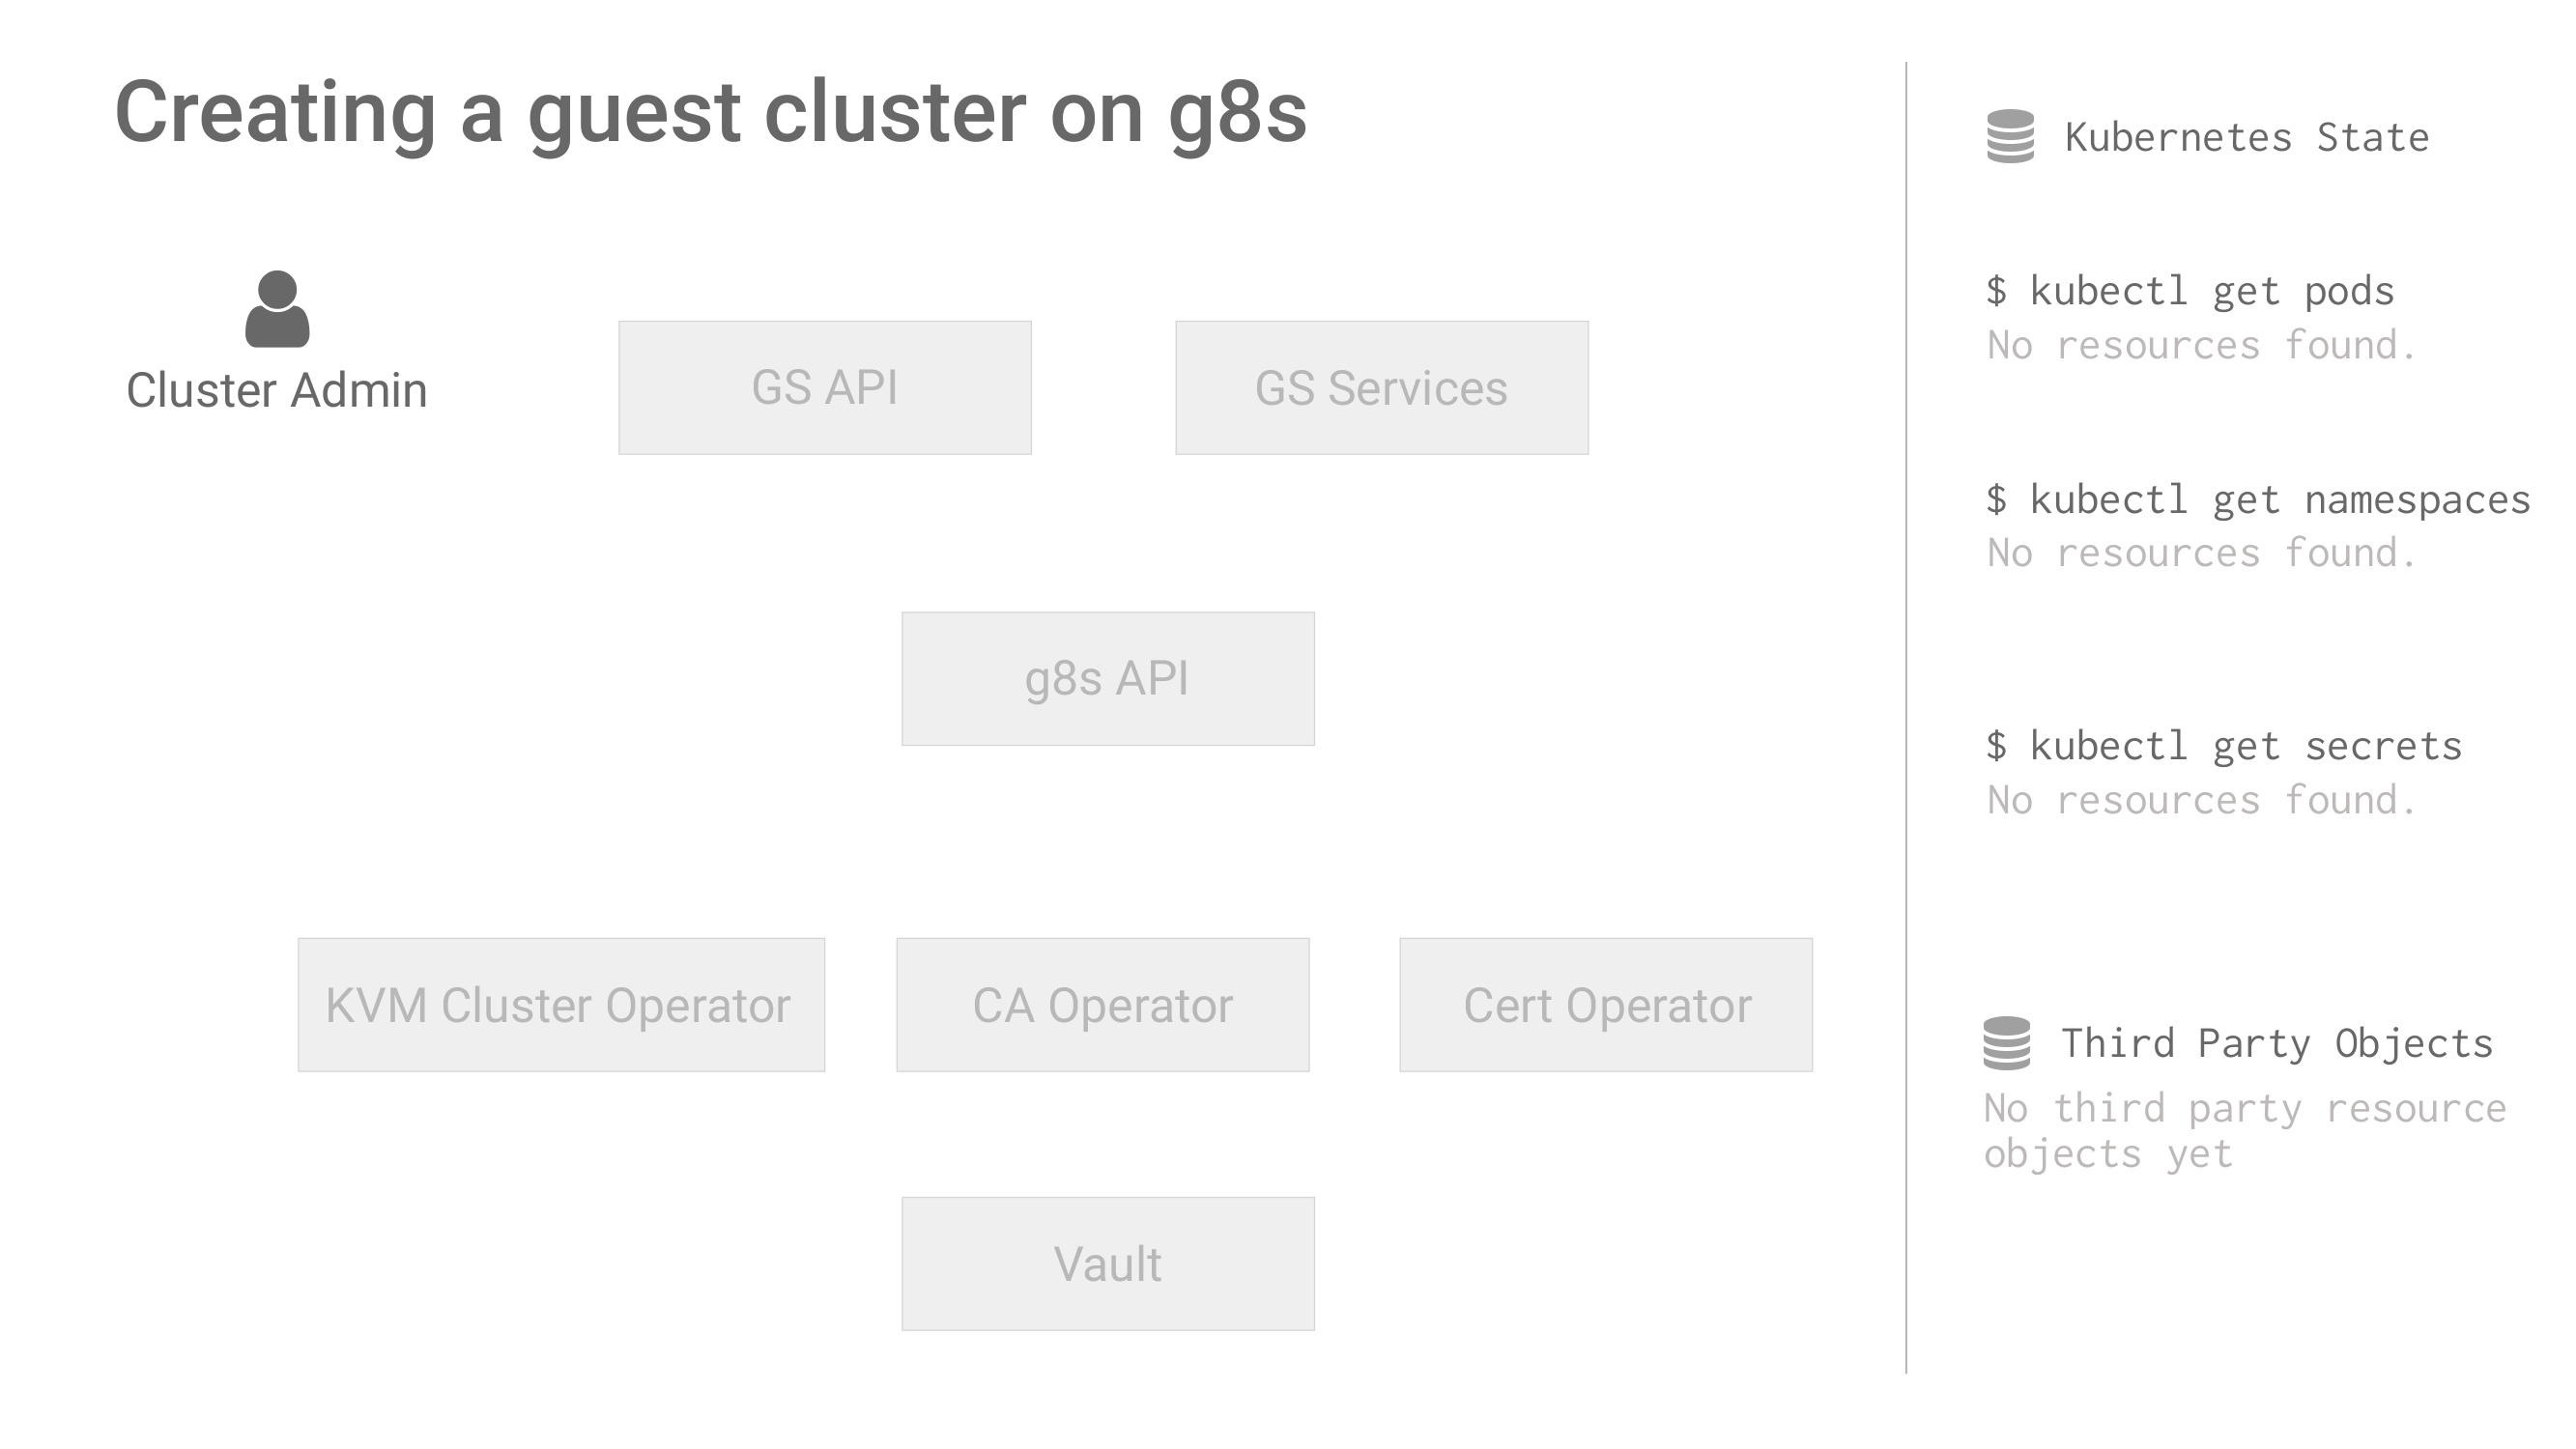 Creating a guest cluster on g8s
Cluster Admin
GS API
GS Services
g8s API
KVM Cluster Operator
CA Operator
Cert Operator
Vault
Kubernetes State
$ kubectl get pods
No resources found.
$ kubectl get namespaces
No resources found.
$ kubectl get secrets
No resources found.
Third Party Objects
No third party resource
objects yet